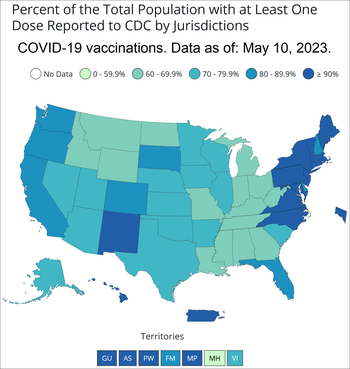 Percent of the Total Population with at Least One
Dose Reported to CDC by Jurisdictions
COVID-19 vaccinations. Data as of: May 10, 2023.
No Data 0 - 59.9% 60 - 69.9% 70 - 79.9% 80 - 89.9% ≥ 90%
Territories
GU AS PW FM MP MH VI